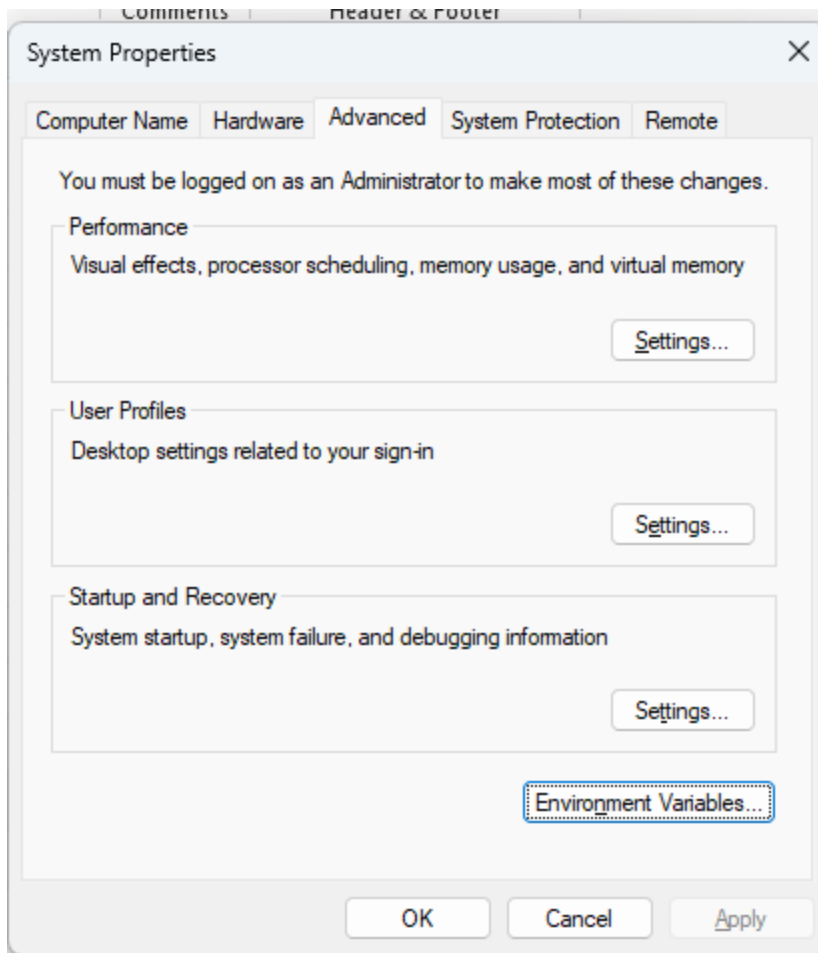 Comments Header & Footer
System Properties
Computer Name Hardware Advanced System Protection Remote
You must be logged on as an Administrator to make most of these changes.
Performance
Visual effects, processor scheduling, memory usage, and virtual memory
Settings...
User Profiles
Desktop settings related to your sign-in
Settings...
Startup and Recovery
System startup, system failure, and debugging information
Settings...
Environment Variables...
OK Cancel Apply